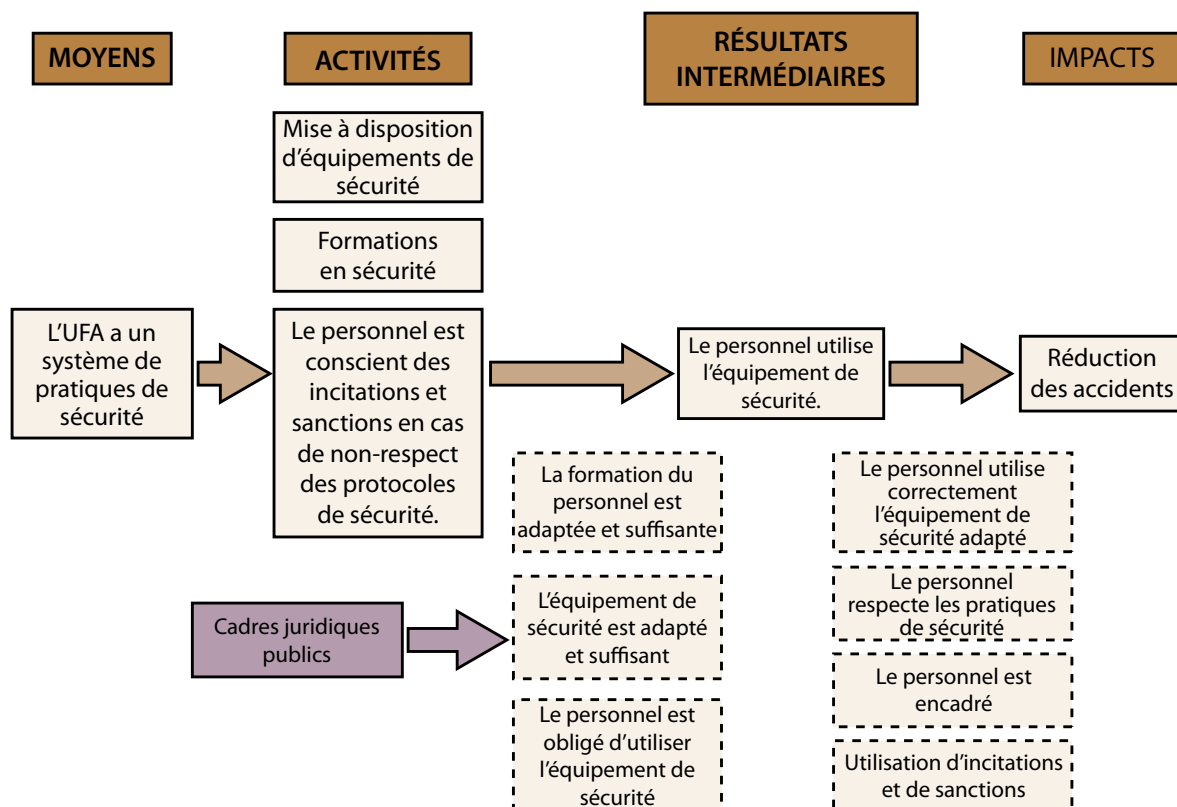 MOYENS
ACTIVITÉS
RÉSULTATS
INTERMÉDIAIRES
IMPACTS
Mise à disposition
d’équipements de
sécurité
Formations
en sécurité
L’UFA a un
système de
pratiques de
sécurité
Le personnel est
conscient des
incitations et
sanctions en cas
de non-respect
des protocoles
de sécurité.
Le personnel utilise
l’équipement de
sécurité.
Réduction
des accidents
La formation du
personnel est
adaptée et suffisante
Le personnel utilise
correctement
l’équipement de
sécurité adapté
Cadres juridiques
publics
L’équipement de
sécurité est adapté
et suffisant
Le personnel
respecte les pratiques
de sécurité
Le personnel est
encadré
Le personnel est
obligé d’utiliser
l’équipement de
sécurité
Utilisation d’incitations
et de sanctions